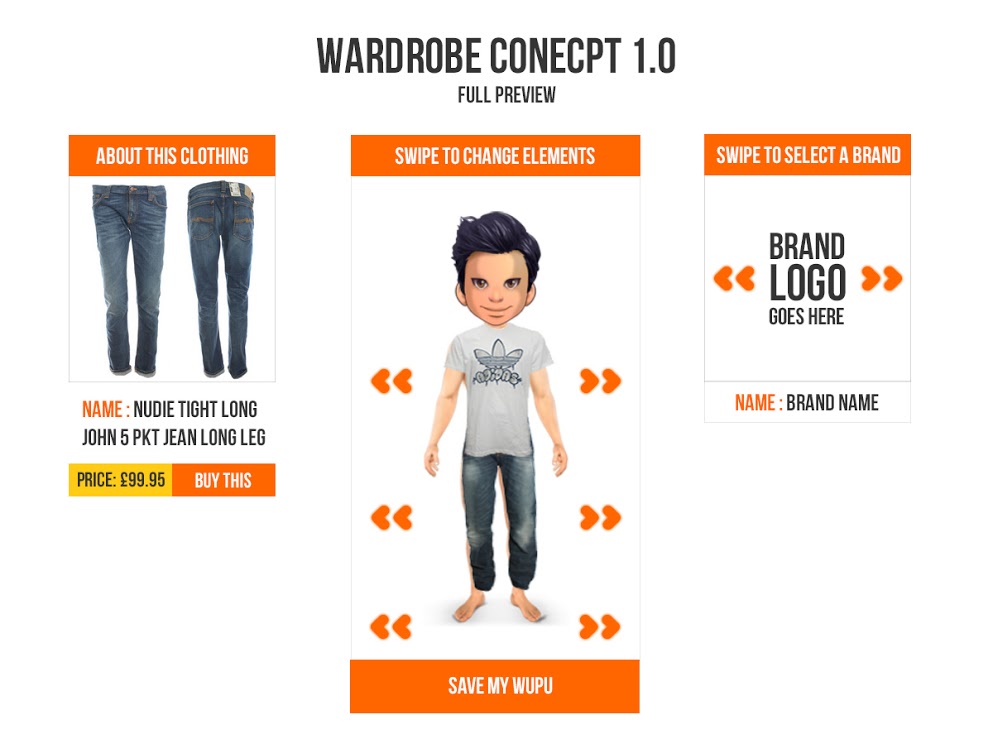 WARDROBE CONECPT 1.0
FULL PREVIEW
ABOUT THIS CLOTHING
NAME : NUDIE TIGHT LONG
JOHN 5 PKT JEAN LONG LEG
PRICE: £99.95
BUY THIS
SWIPE TO CHANGE ELEMENTS
adidas
SAVE MY WUPU
SWIPE TO SELECT A BRAND
BRAND
LOGO
GOES HERE
NAME : BRAND NAME